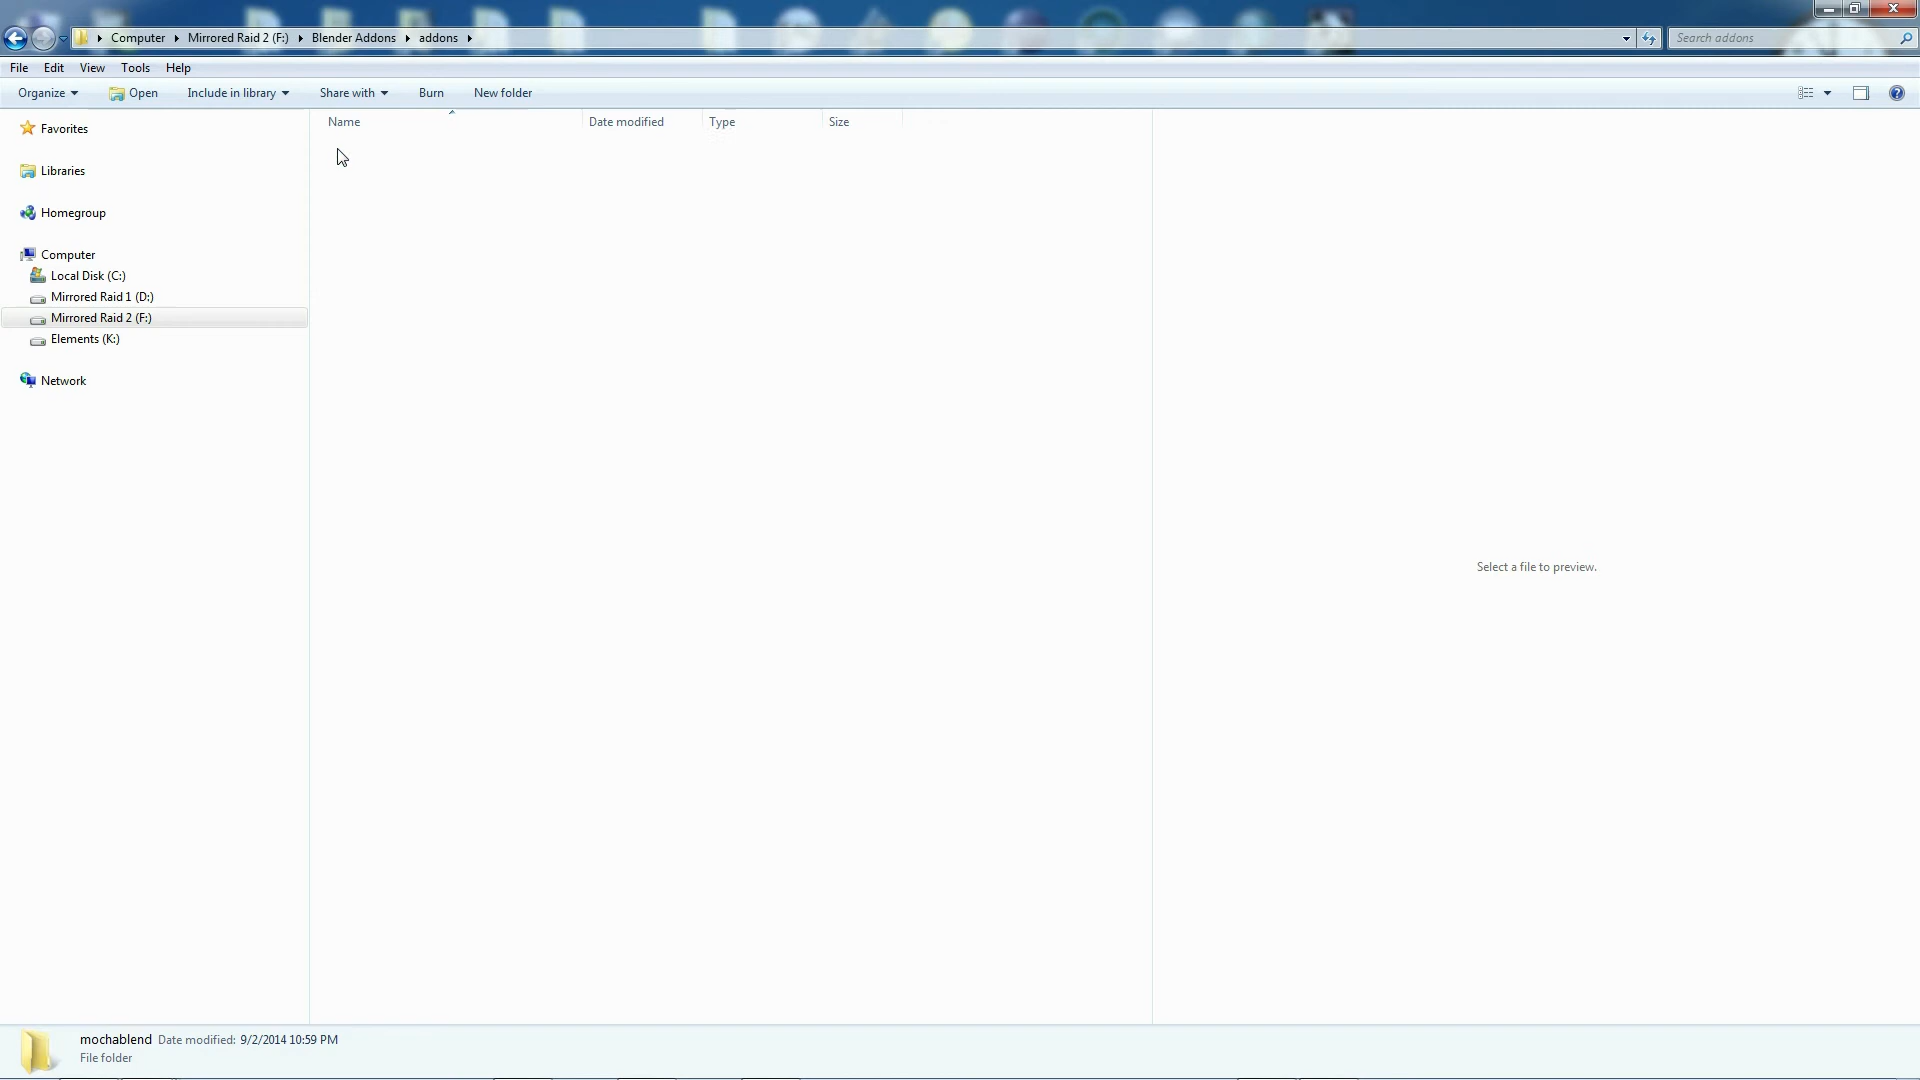 Computer Mirrored Raid 2 (F:) Blender Addons addons Search addons
File Edit View Tools Help
Organize Open Include in library Share with Burn New folder
Name Date modified Type Size
Favorites
Libraries
Homegroup
Computer
Local Disk (C:)
Mirrored Raid 1 (D:)
Mirrored Raid 2 (F:)
Elements (K:)
Network
Select a file to preview.
mochablend Date modified: 9/2/2014 10:59 PM
File folder